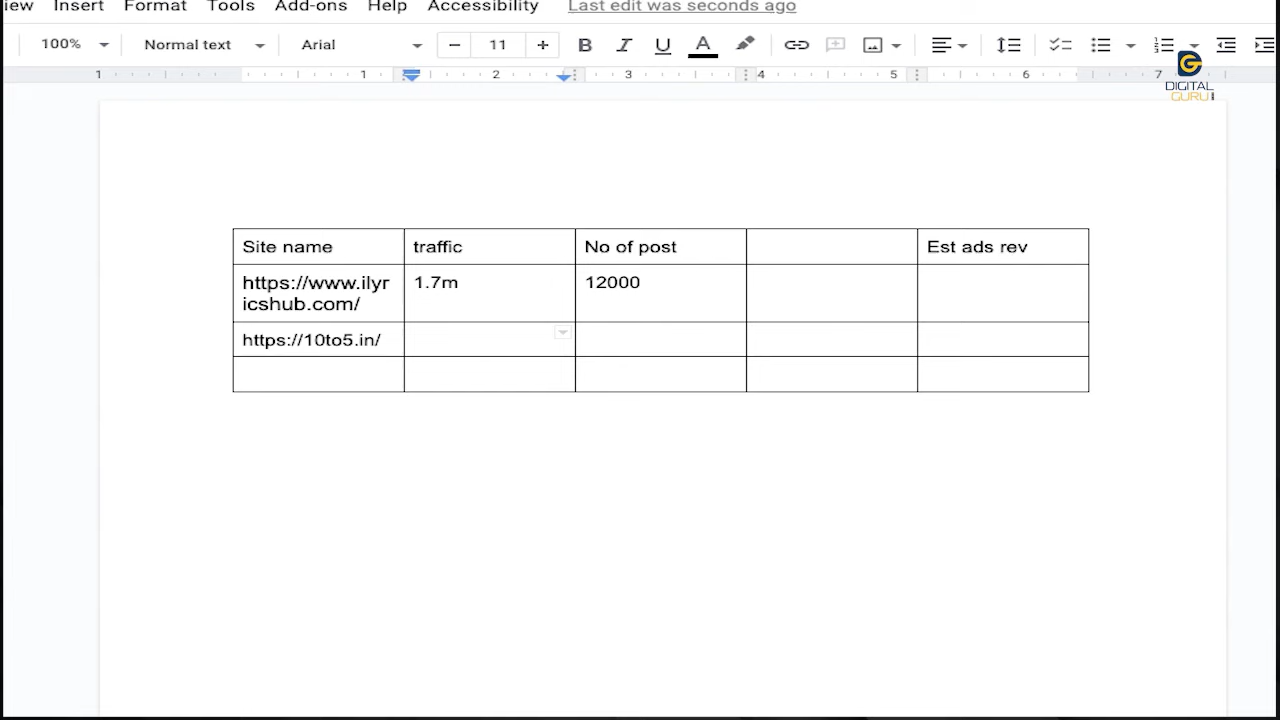 iew Insert Format Tools Add-ons Help Accessibility Last edit was seconds ago
100% Normal text Arial 11 B I U A
1 1 2 3 4 5 6 7
DIGITAL
GURU
Site name traffic No of post Est ads rev
https://www.ilyr 1.7m 12000
icshub.com/
https://10to5.in/